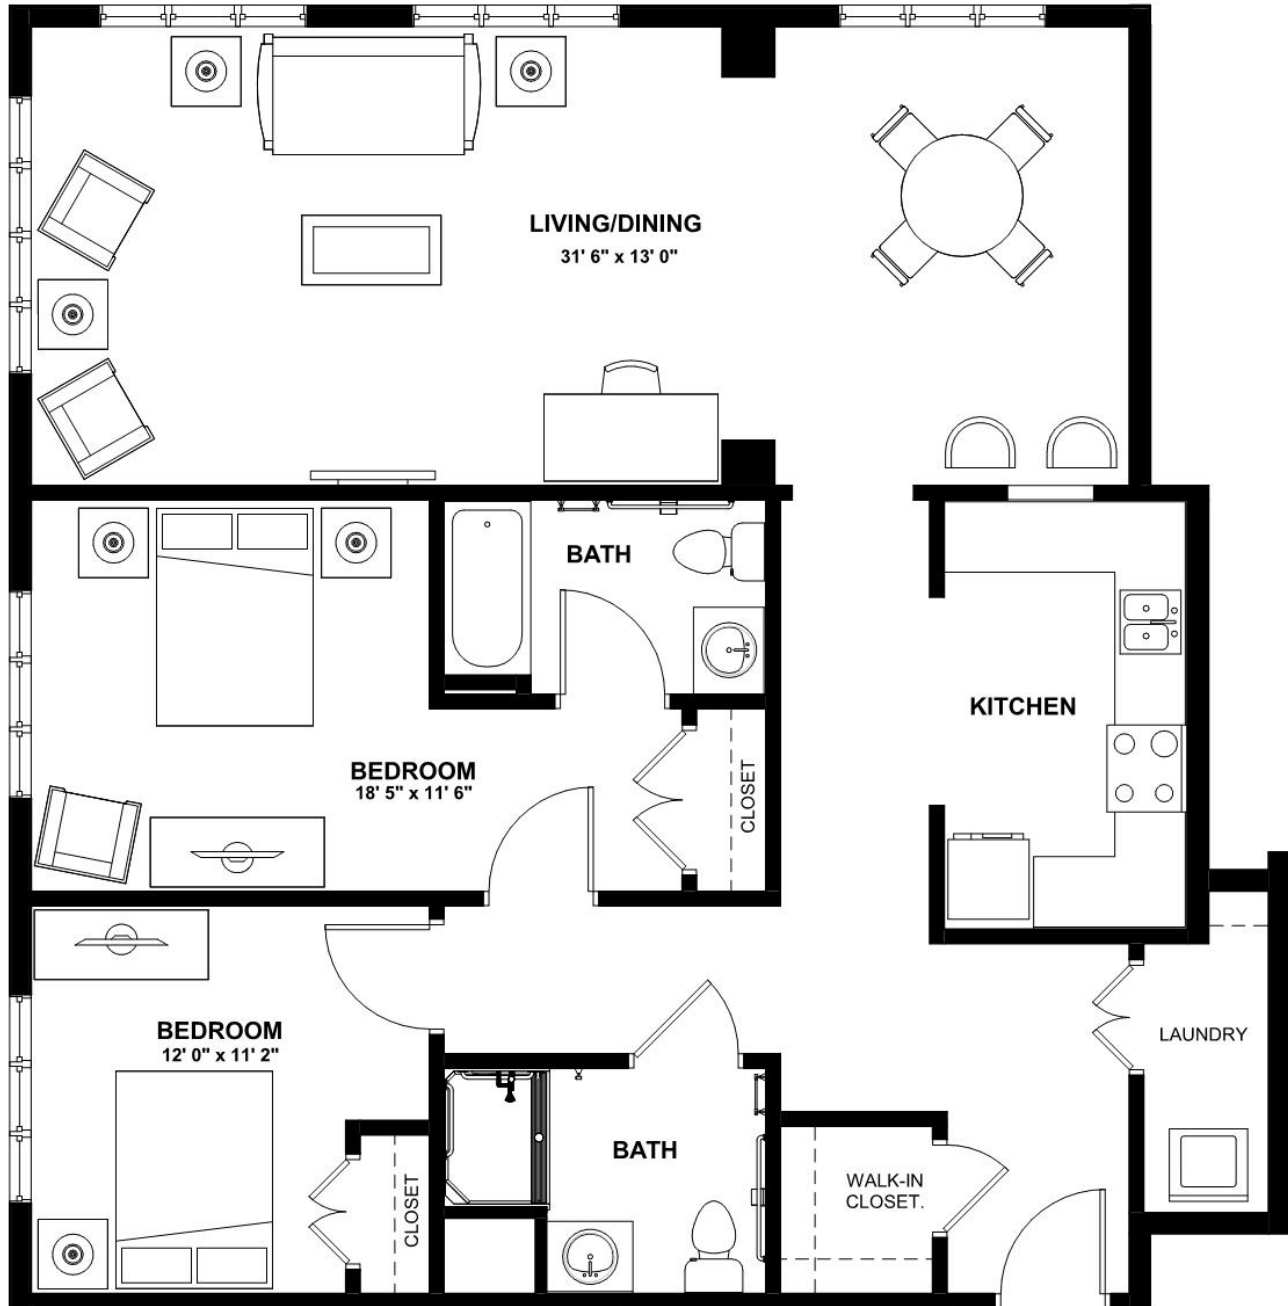 LIVING/DINING
31' 6" x 13' 0"
BATH
KITCHEN
BEDROOM
18' 5" x 11' 6"
CLOSET
BEDROOM
12' 0" x 11' 2"
LAUNDRY
BATH
WALK-IN
CLOSET.
CLOSET